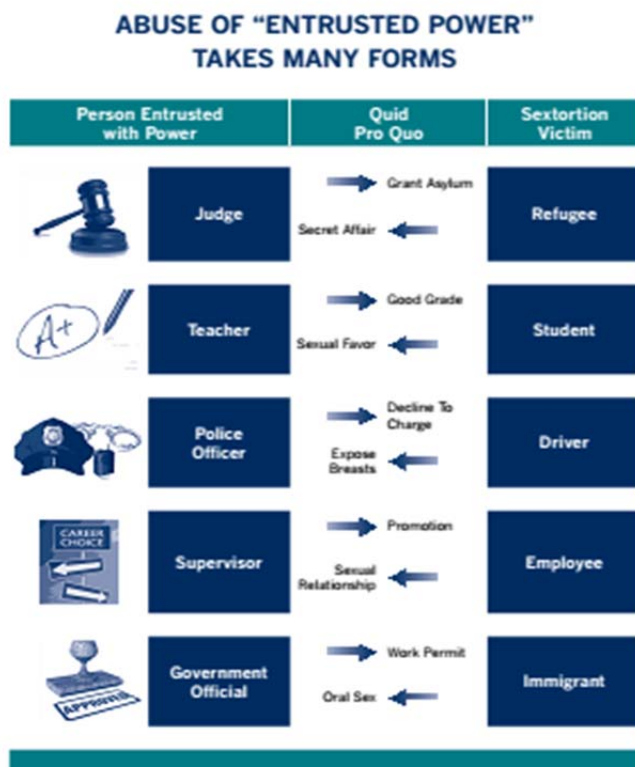 ABUSE OF “ENTRUSTED POWER”
TAKES MANY FORMS
Person Entrusted
with Power
Quid
Pro Quo
Sextortion
Victim
Judge
Grant Asylum
Secret Affair
Refugee
A+
Teacher
Good Grade
Sexual Favor
Student
Police
Officer
Decline To
Charge
Expose
Breasts
Driver
CAREER
CHOICE
Supervisor
Promotion
Sexual
Relationship
Employee
APPROVED
Government
Official
Work Permit
Oral Sex
Immigrant